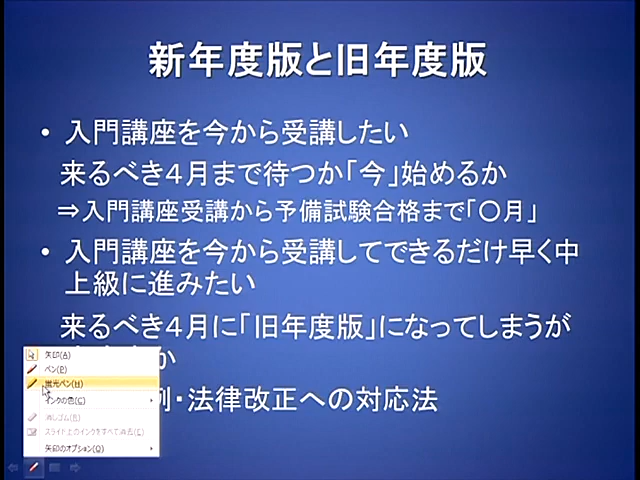 新年度版と旧年度版
• 入門講座を今から受講したい
来るべき４月まで待つか「今」始めるか
⇒入門講座受講から予備試験合格まで「〇月」
• 入門講座を今から受講してできるだけ早く中
上級に進みたい
来るべき４月に「旧年度版」になってしまうが
か
例・法律改正への対応法
矢印(A)
ペン(P)
蛍光ペン(H)
インクの色(C)
消しゴム(R)
スライド上のインクをすべて消去(E)
矢印のオプション(O)